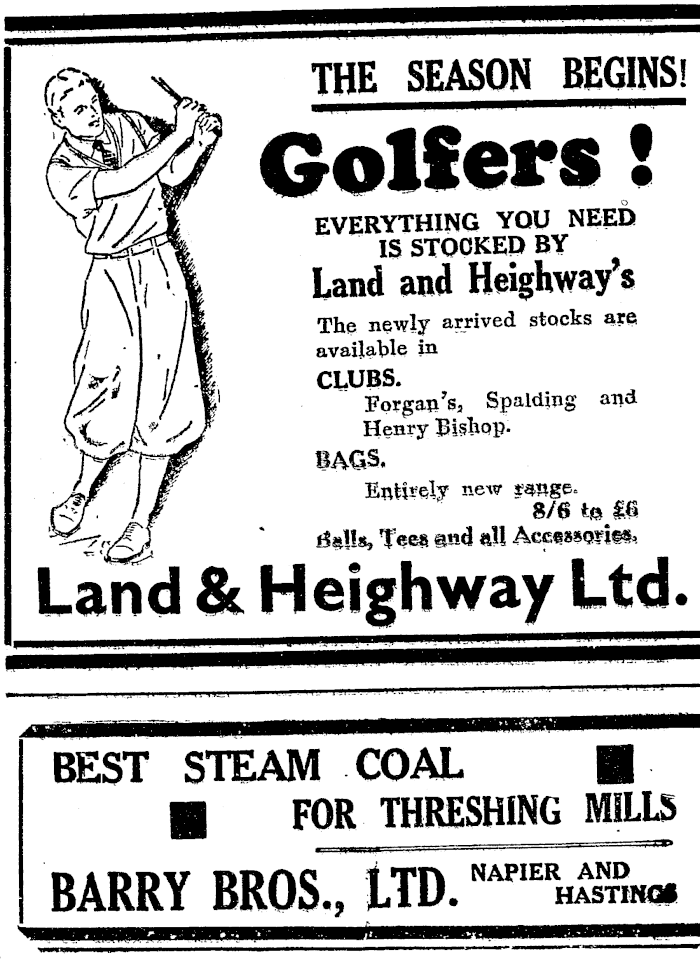 THE SEASON BEGINS!
Golfers!
EVERYTHING YOU NEED
IS STOCKED BY
Land and Heighway's
The newly arrived stocks are
available in
CLUBS.
Forgan's, Spalding and
Henry Bishop.
BAGS.
Entirely new range.
8/6 to £6
Balls, Tees and all Accessories.
Land & Heighway Ltd.
BEST STEAM COAL
FOR THRESHING MILLS
BARRY BROS., LTD. NAPIER AND
HASTINGS